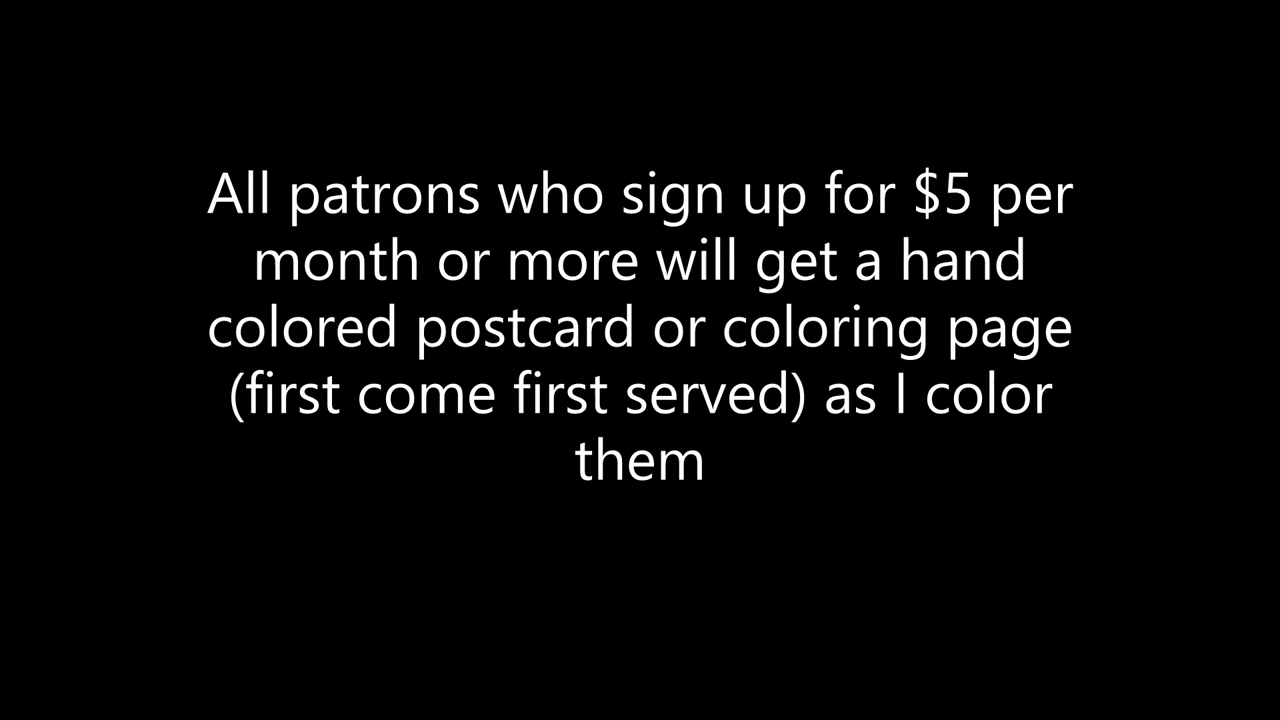 All patrons who sign up for $5 per
month or more will get a hand
colored postcard or coloring page
(first come first served) as I color
them